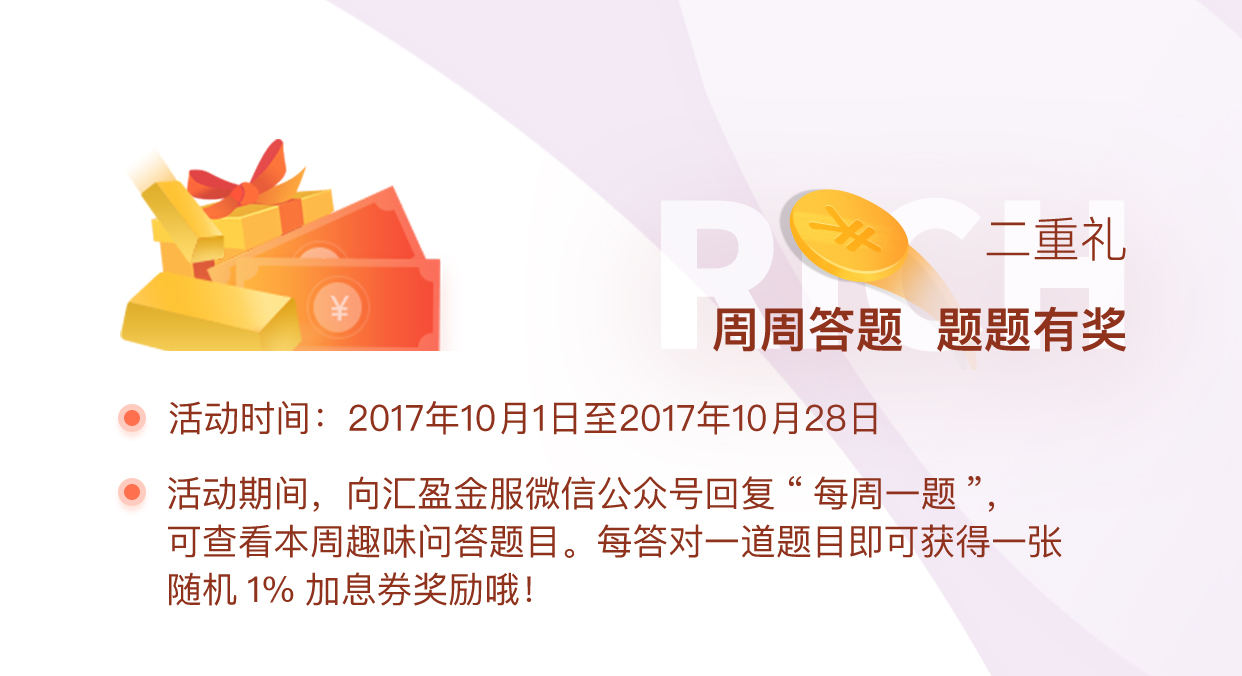 RICH
二重礼
周周答题 题题有奖
活动时间：2017年10月1日至2017年10月28日
活动期间，向汇盈金服微信公众号回复“每周一题”，
可查看本周趣味问答题目。每答对一道题目即可获得一张
随机 1% 加息券奖励哦！
¥
¥